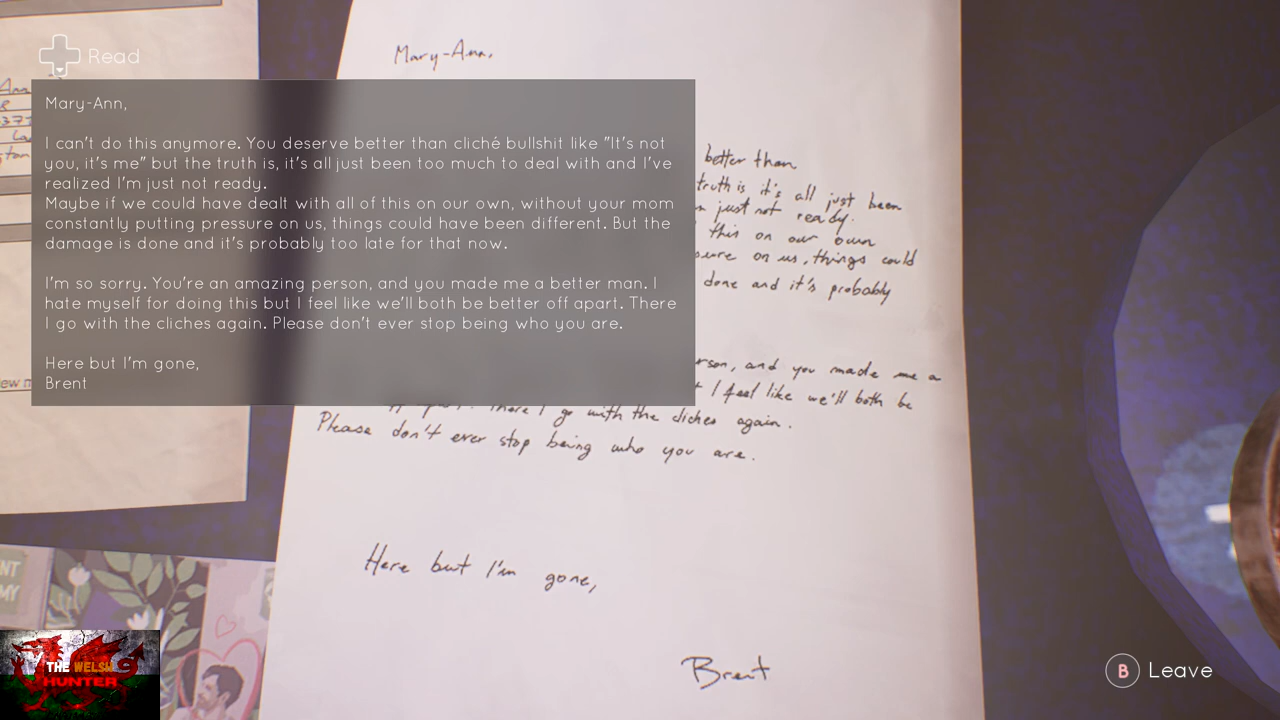 Read
Mary-Ann,
Mary-Ann,
I can't do this anymore. You deserve better than cliché bullshit like "It's not
you, it's me" but the truth is, it's all just been too much to deal with and I've
realized I'm just not ready.
Maybe if we could have dealt with all of this on our own, without your mom
constantly putting pressure on us, things could have been different. But the
damage is done and it's probably too late for that now.
I'm so sorry. You're an amazing person, and you made me a better man. I
hate myself for doing this but I feel like we'll both be better off apart. There
I go with the cliches again. Please don't ever stop being who you are.
Here but I'm gone,
Brent
better than
truth is it's all just been
just not ready.
this on our own
on us, things could
done and it's probably
and you made me a
I feel like we'll both be
There I go with the cliches again.
Please don't ever stop being who you are.
Here but I'm gone,
Brent
THE WELSH
HUNTER
B Leave